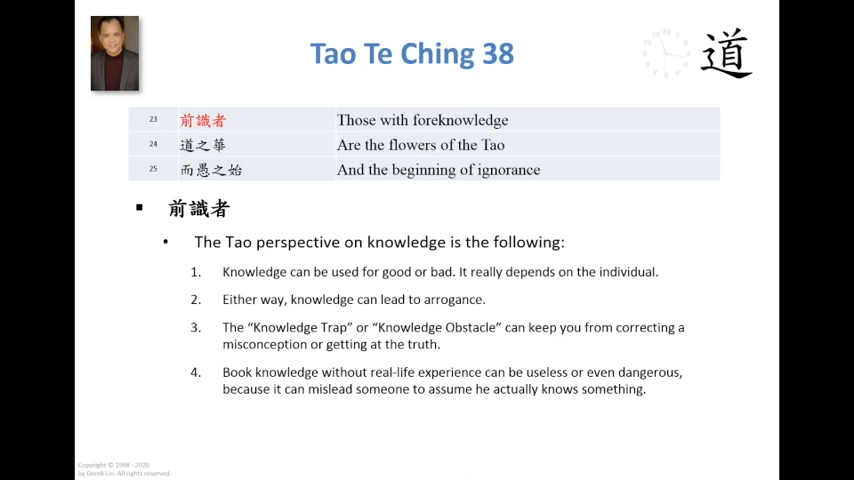 Tao Te Ching 38
道
23 前識者 Those with foreknowledge
24 道之華 Are the flowers of the Tao
25 而愚之始 And the beginning of ignorance
▪ 前識者
• The Tao perspective on knowledge is the following:
1. Knowledge can be used for good or bad. It really depends on the individual.
2. Either way, knowledge can lead to arrogance.
3. The “Knowledge Trap” or “Knowledge Obstacle” can keep you from correcting a
misconception or getting at the truth.
4. Book knowledge without real-life experience can be useless or even dangerous,
because it can mislead someone to assume he actually knows something.
Copyright © 1998 - 2020
by Derek Lin. All rights reserved.